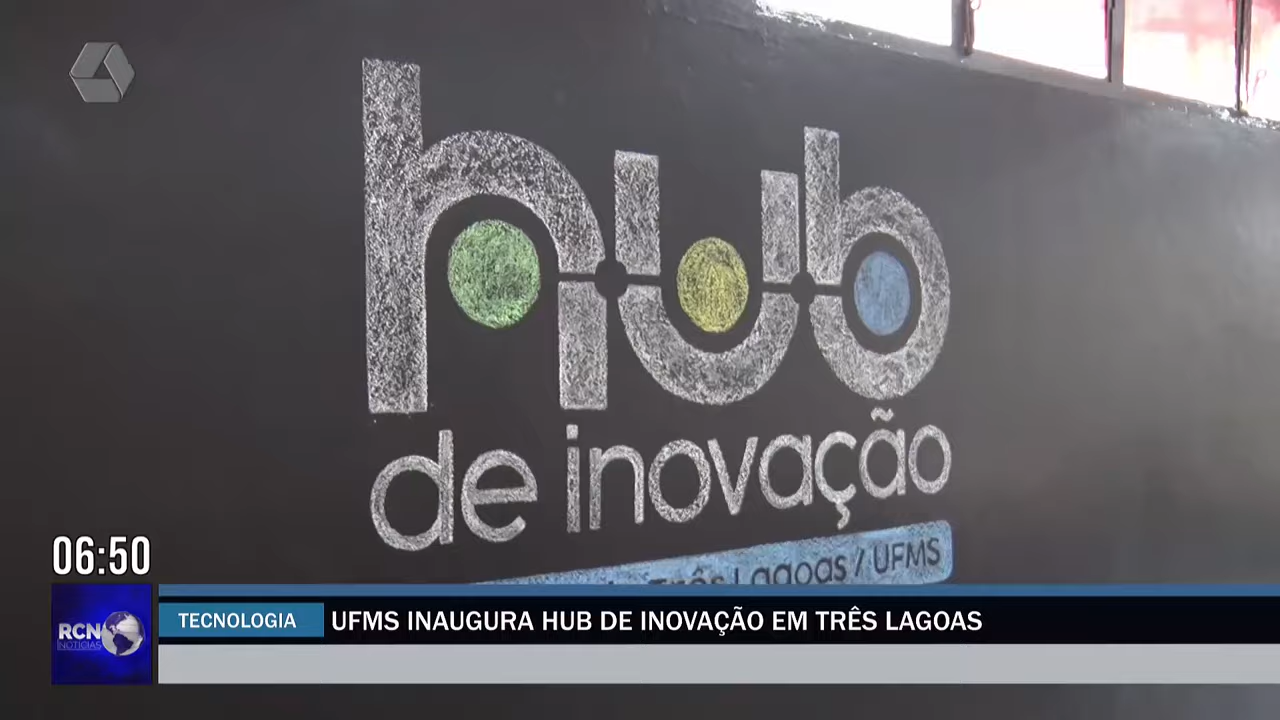 hub
de inovação
Três Lagoas / UFMS
06:50
RCN
NOTÍCIAS
TECNOLOGIA
UFMS INAUGURA HUB DE INOVAÇÃO EM TRÊS LAGOAS